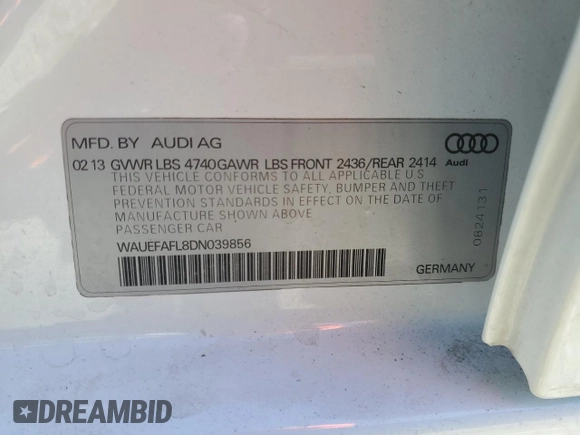 MFD. BY AUDI AG
02 13 GVWR LBS 4740 GAWR LBS FRONT 2436/REAR 2414
Audi
THIS VEHICLE CONFORMS TO ALL APPLICABLE U.S
FEDERAL MOTOR VEHICLE SAFETY, BUMPER AND THEFT
PREVENTION STANDARDS IN EFFECT ON THE DATE OF
MANUFACTURE SHOWN ABOVE
PASSENGER CAR
0824131
WAUEFAFL8DN039856
GERMANY
DREAMBID